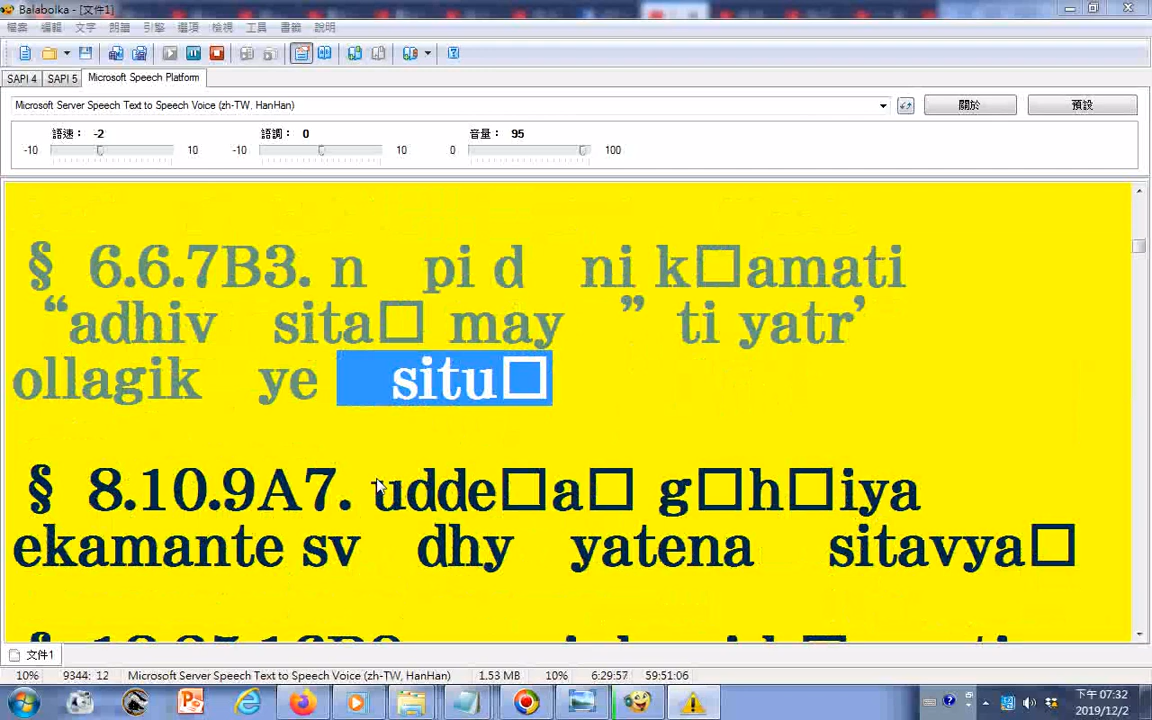 Balabolka - [文件1]
檔案 編輯 文字 朗讀 引擎 選項 檢視 工具 書籤 說明
SAPI 4 SAPI 5 Microsoft Speech Platform
Microsoft Server Speech Text to Speech Voice (zh-TW, HanHan) 關於 預設
語速： -2 語調： 0 音量： 95
-10 10 -10 10 0 100
§ 6.6.7B3. n pi d ni k□amati
“adhiv sita□ may ” ti yatr’
ollagik ye situ□
§ 8.10.9A7. udde□a□ g□h□iya
ekamante sv dhy yatena sitavya□
文件1
10% 9344: 12 Microsoft Server Speech Text to Speech Voice (zh-TW, HanHan) 1.53 MB 10% 6:29:57 59:51:06
下午 07:32
2019/12/2